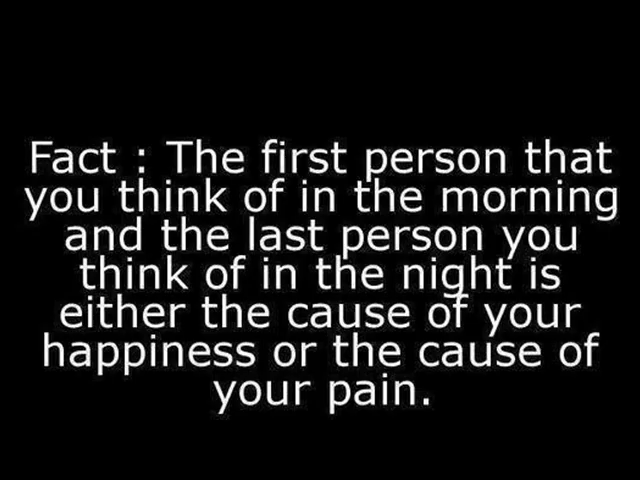 Fact : The first person that
you think of in the morning
and the last person you
think of in the night is
either the cause of your
happiness or the cause of
your pain.